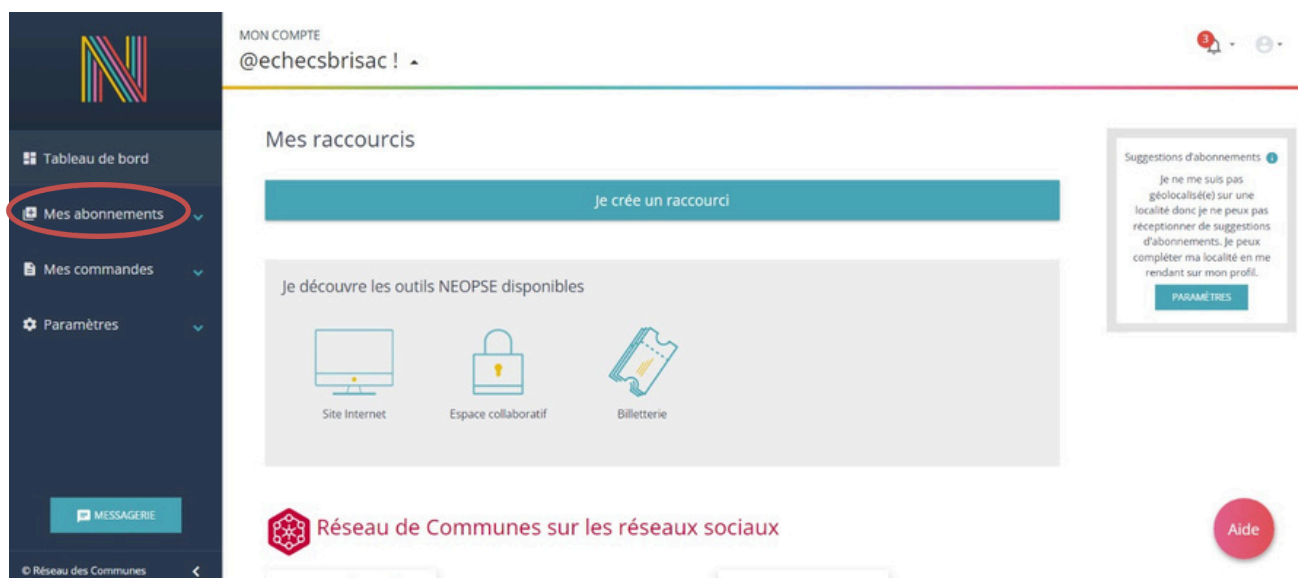 MON COMPTE
@echecsbrisac !
3
Tableau de bord
Mes abonnements
Mes commandes
Paramètres
MESSAGERIE
© Réseau des Communes
Mes raccourcis
Je crée un raccourci
Je découvre les outils NEOPSE disponibles
Site Internet
Espace collaboratif
Billetterie
Réseau de Communes sur les réseaux sociaux
Suggestions d'abonnements
Je ne me suis pas
géolocalisé(e) sur une
localité donc je ne peux pas
réceptionner de suggestions
d'abonnements. Je peux
compléter ma localité en me
rendant sur mon profil.
PARAMÈTRES
Aide